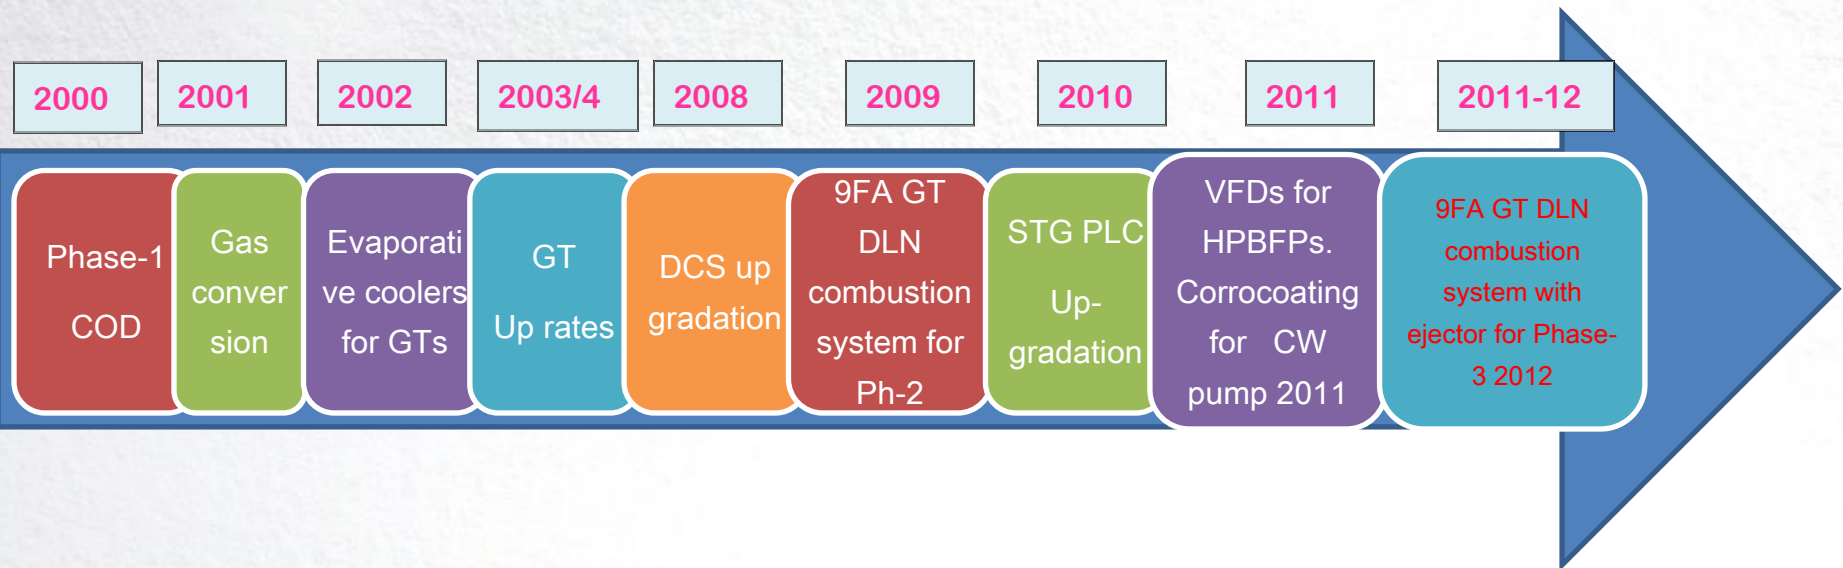 2000
2001
2002
2003/4
2008
2009
2010
2011
2011-12
Phase-1
COD
Gas
conver
sion
Evaporati
ve coolers
for GTs
GT
Up rates
DCS up
gradation
9FA GT
DLN
combustion
system for
Ph-2
STG PLC
Up-
gradation
VFDs for
HPBFPs.
Corrocoating
for CW
pump 2011
9FA GT DLN
combustion
system with
ejector for Phase-
3 2012